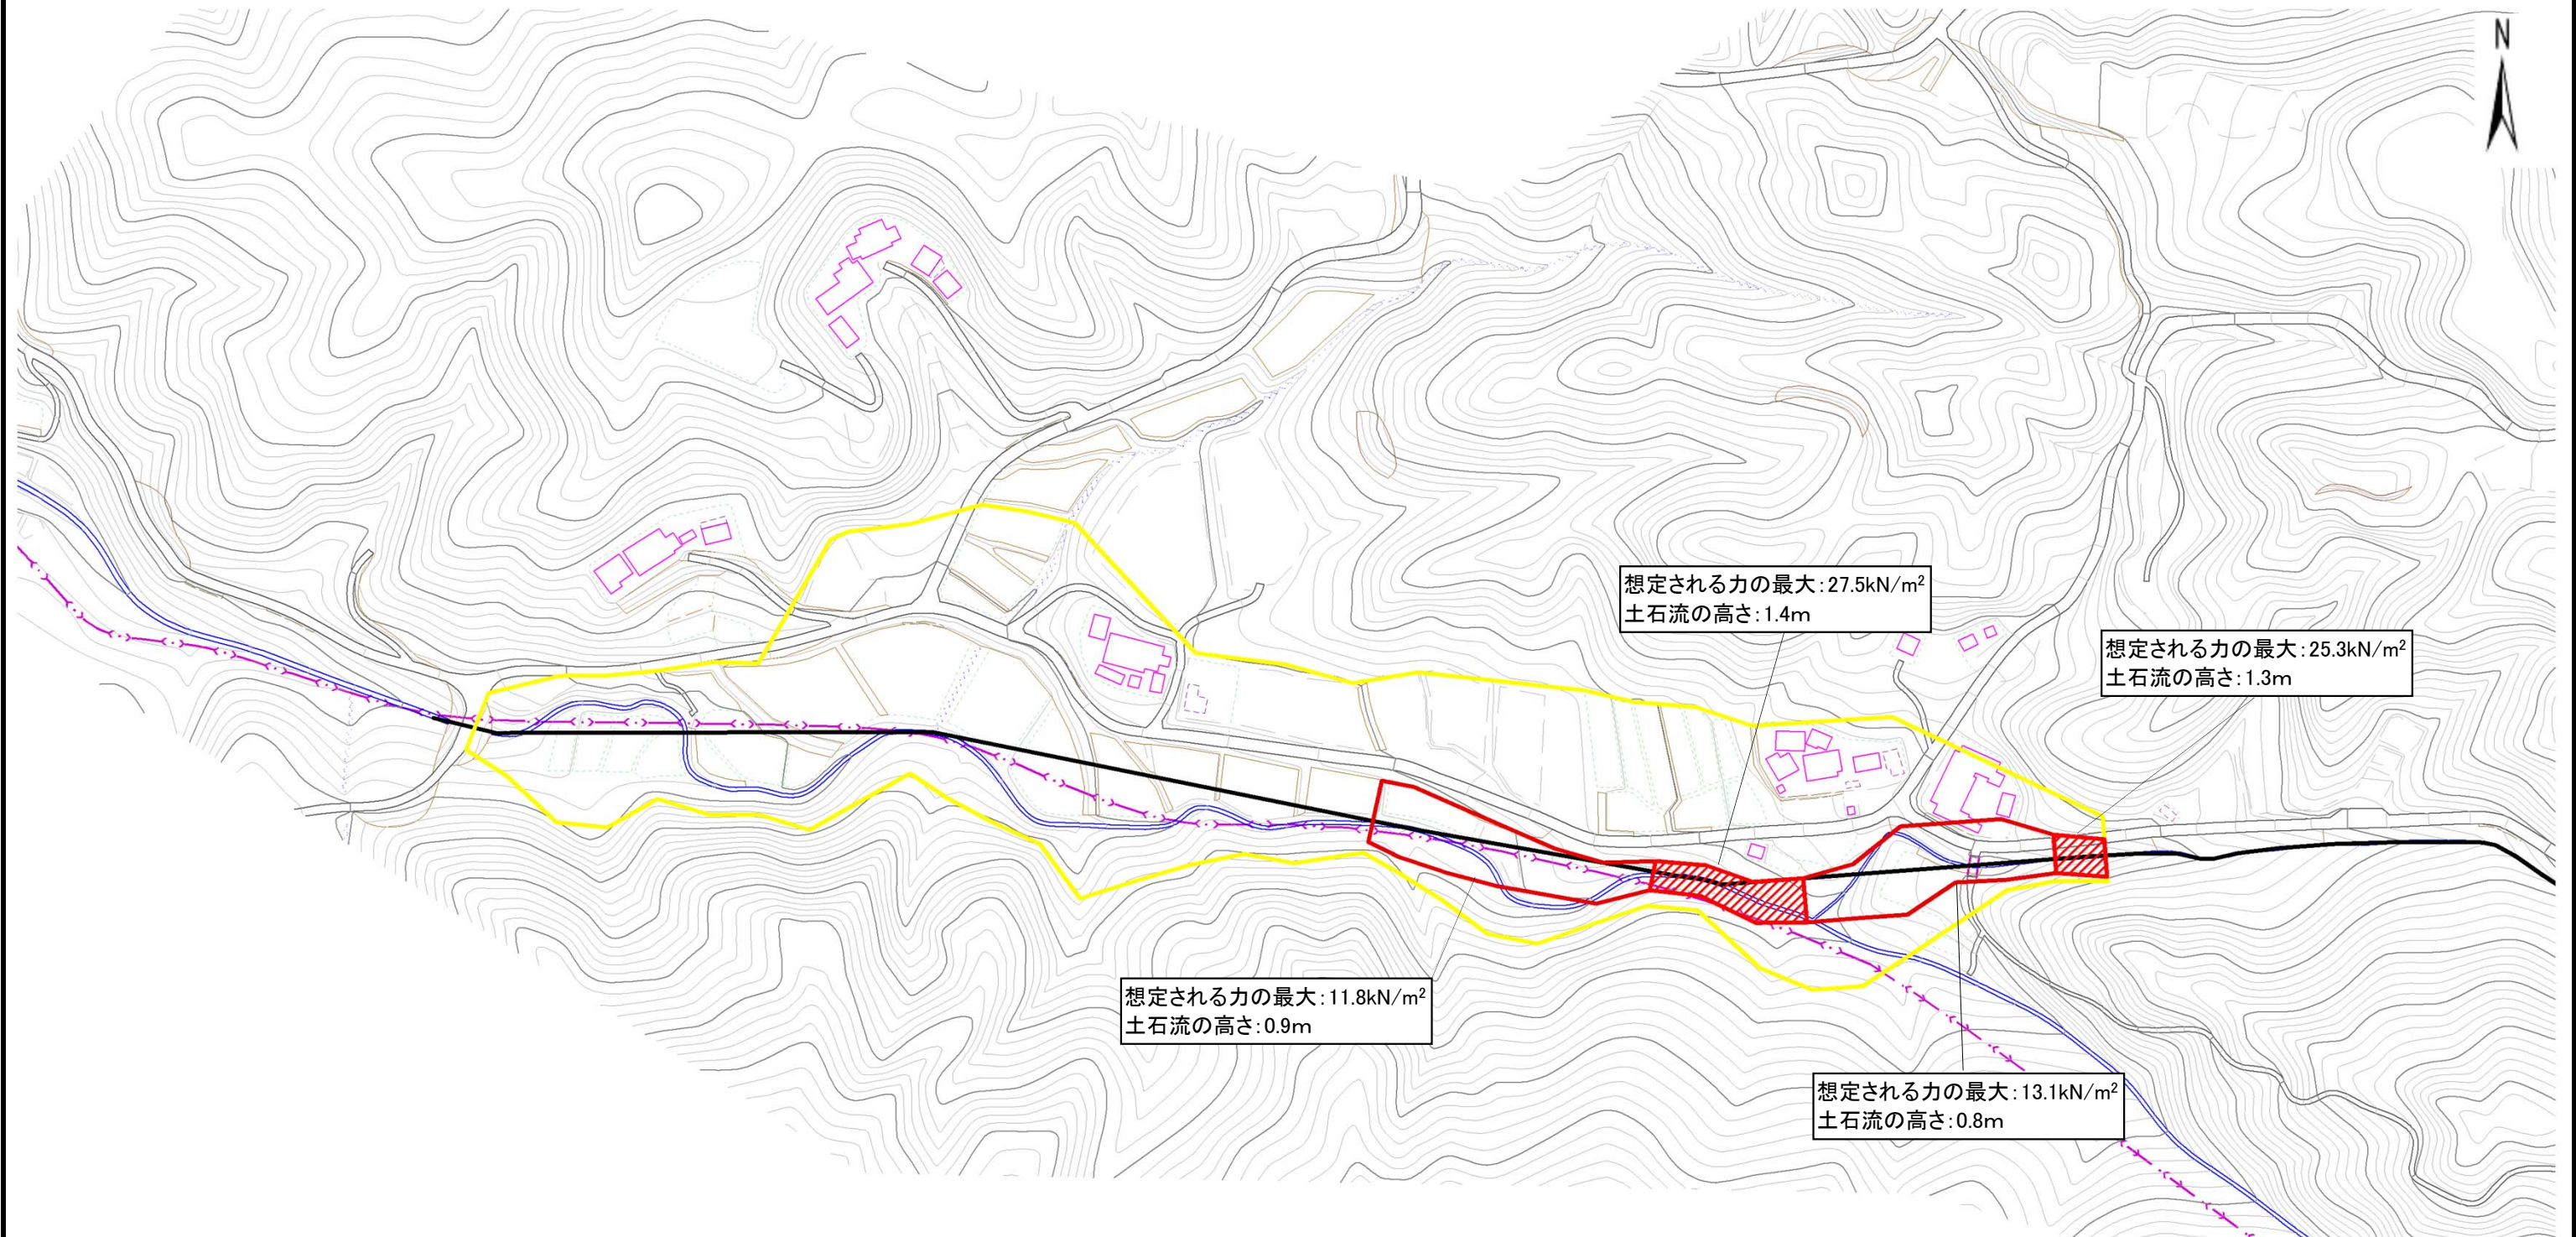 N
想定される力の最大:27.5kN/m²
土石流の高さ:1.4m
想定される力の最大:25.3kN/m²
土石流の高さ:1.3m
想定される力の最大:11.8kN/m²
土石流の高さ:0.9m
想定される力の最大:13.1kN/m²
土石流の高さ:0.8m